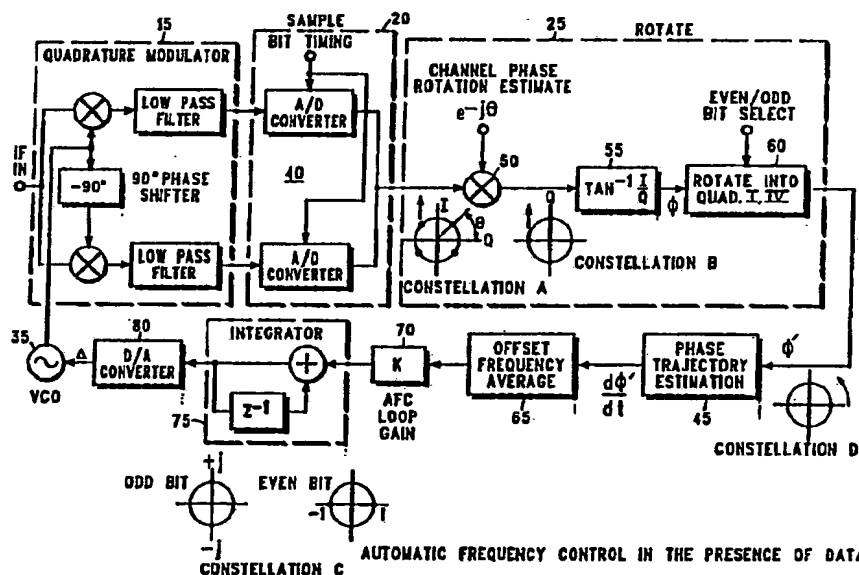 15
SAMPLE
20
BIT TIMING
25
ROTATE
QUADRATURE MODULATOR
LOW PASS
FILTER
A/D
CONVERTER
CHANNEL PHASE
ROTATION ESTIMATE
e-jθ
EVEN/ODD
BIT SELECT
IF
IN
-90°
90° PHASE
SHIFTER
40
50
55
TAN-1 I/Q
ϕ
60
ROTATE INTO
QUAD. I, IV
I
θ
Q
Q
LOW PASS
FILTER
A/D
CONVERTER
CONSTELLATION A
CONSTELLATION B
35
VCO
80
Δ
D/A
CONVERTER
INTEGRATOR
+
Z-1
75
70
K
AFC
LOOP
GAIN
OFFSET
FREQUENCY
AVERAGE
65
dϕ'
dt
PHASE
TRAJECTORY
ESTIMATION
45
ϕ'
CONSTELLATION D
ODD BIT
+j
-j
EVEN BIT
-1
1
CONSTELLATION C
AUTOMATIC FREQUENCY CONTROL IN THE PRESENCE OF DATA